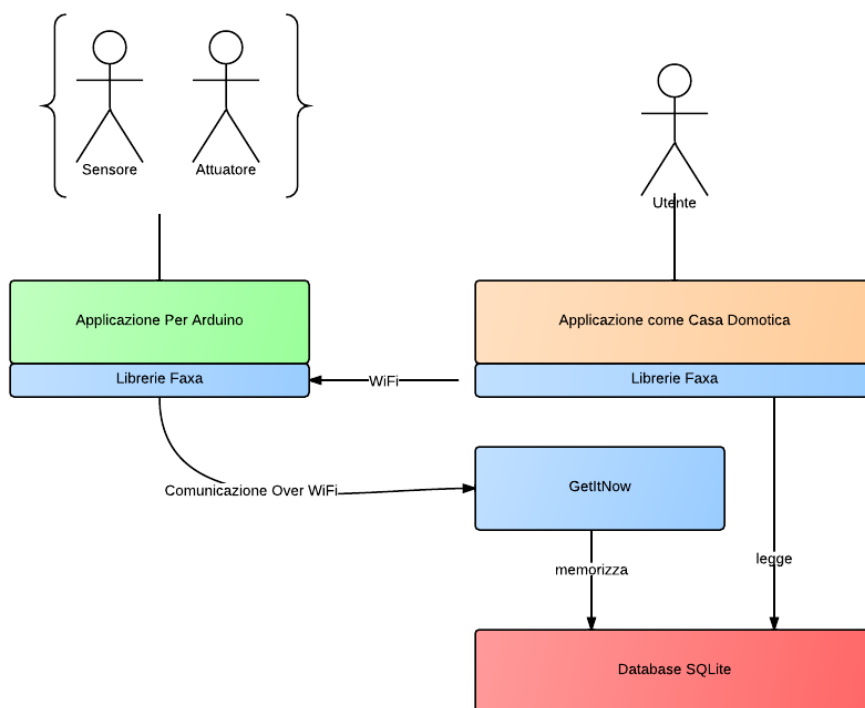 Sensore
Attuatore
Utente
Applicazione Per Arduino
Applicazione come Casa Domotica
Librerie Faxa
WiFi
Librerie Faxa
Comunicazione Over WiFi
GetItNow
memorizza
legge
Database SQLite